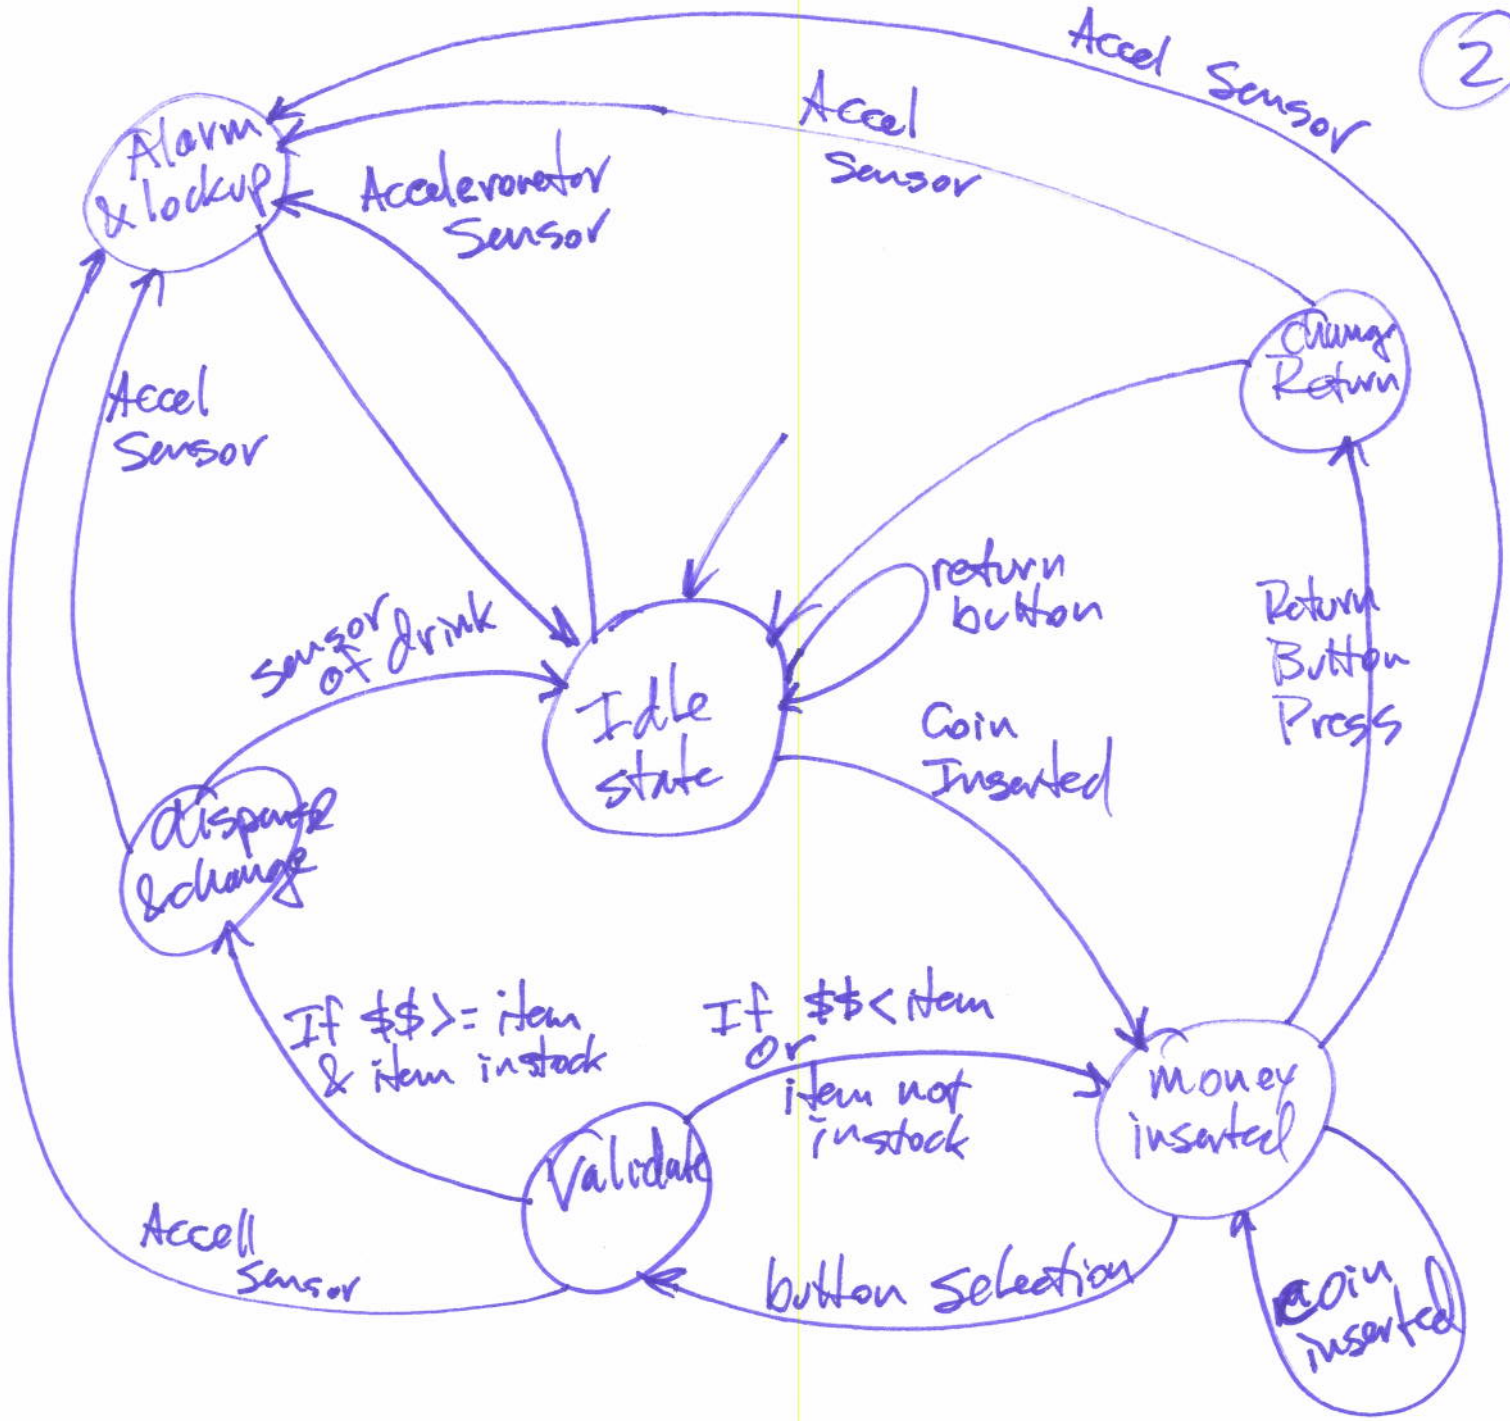 2
Accel Sensor
Accel
Sensor
Alarm
& lockup
Acceleronetor
Sensor
Change
Return
Accel
Sensor
return
button
Return
Button
Press
sensor
of drink
Idle
state
Coin
Inserted
dispense
& change
If $$>= item
& item instock
If $$< item
or
item not
instock
money
inserted
Validate
Accell
sensor
button selection
coin
inserted